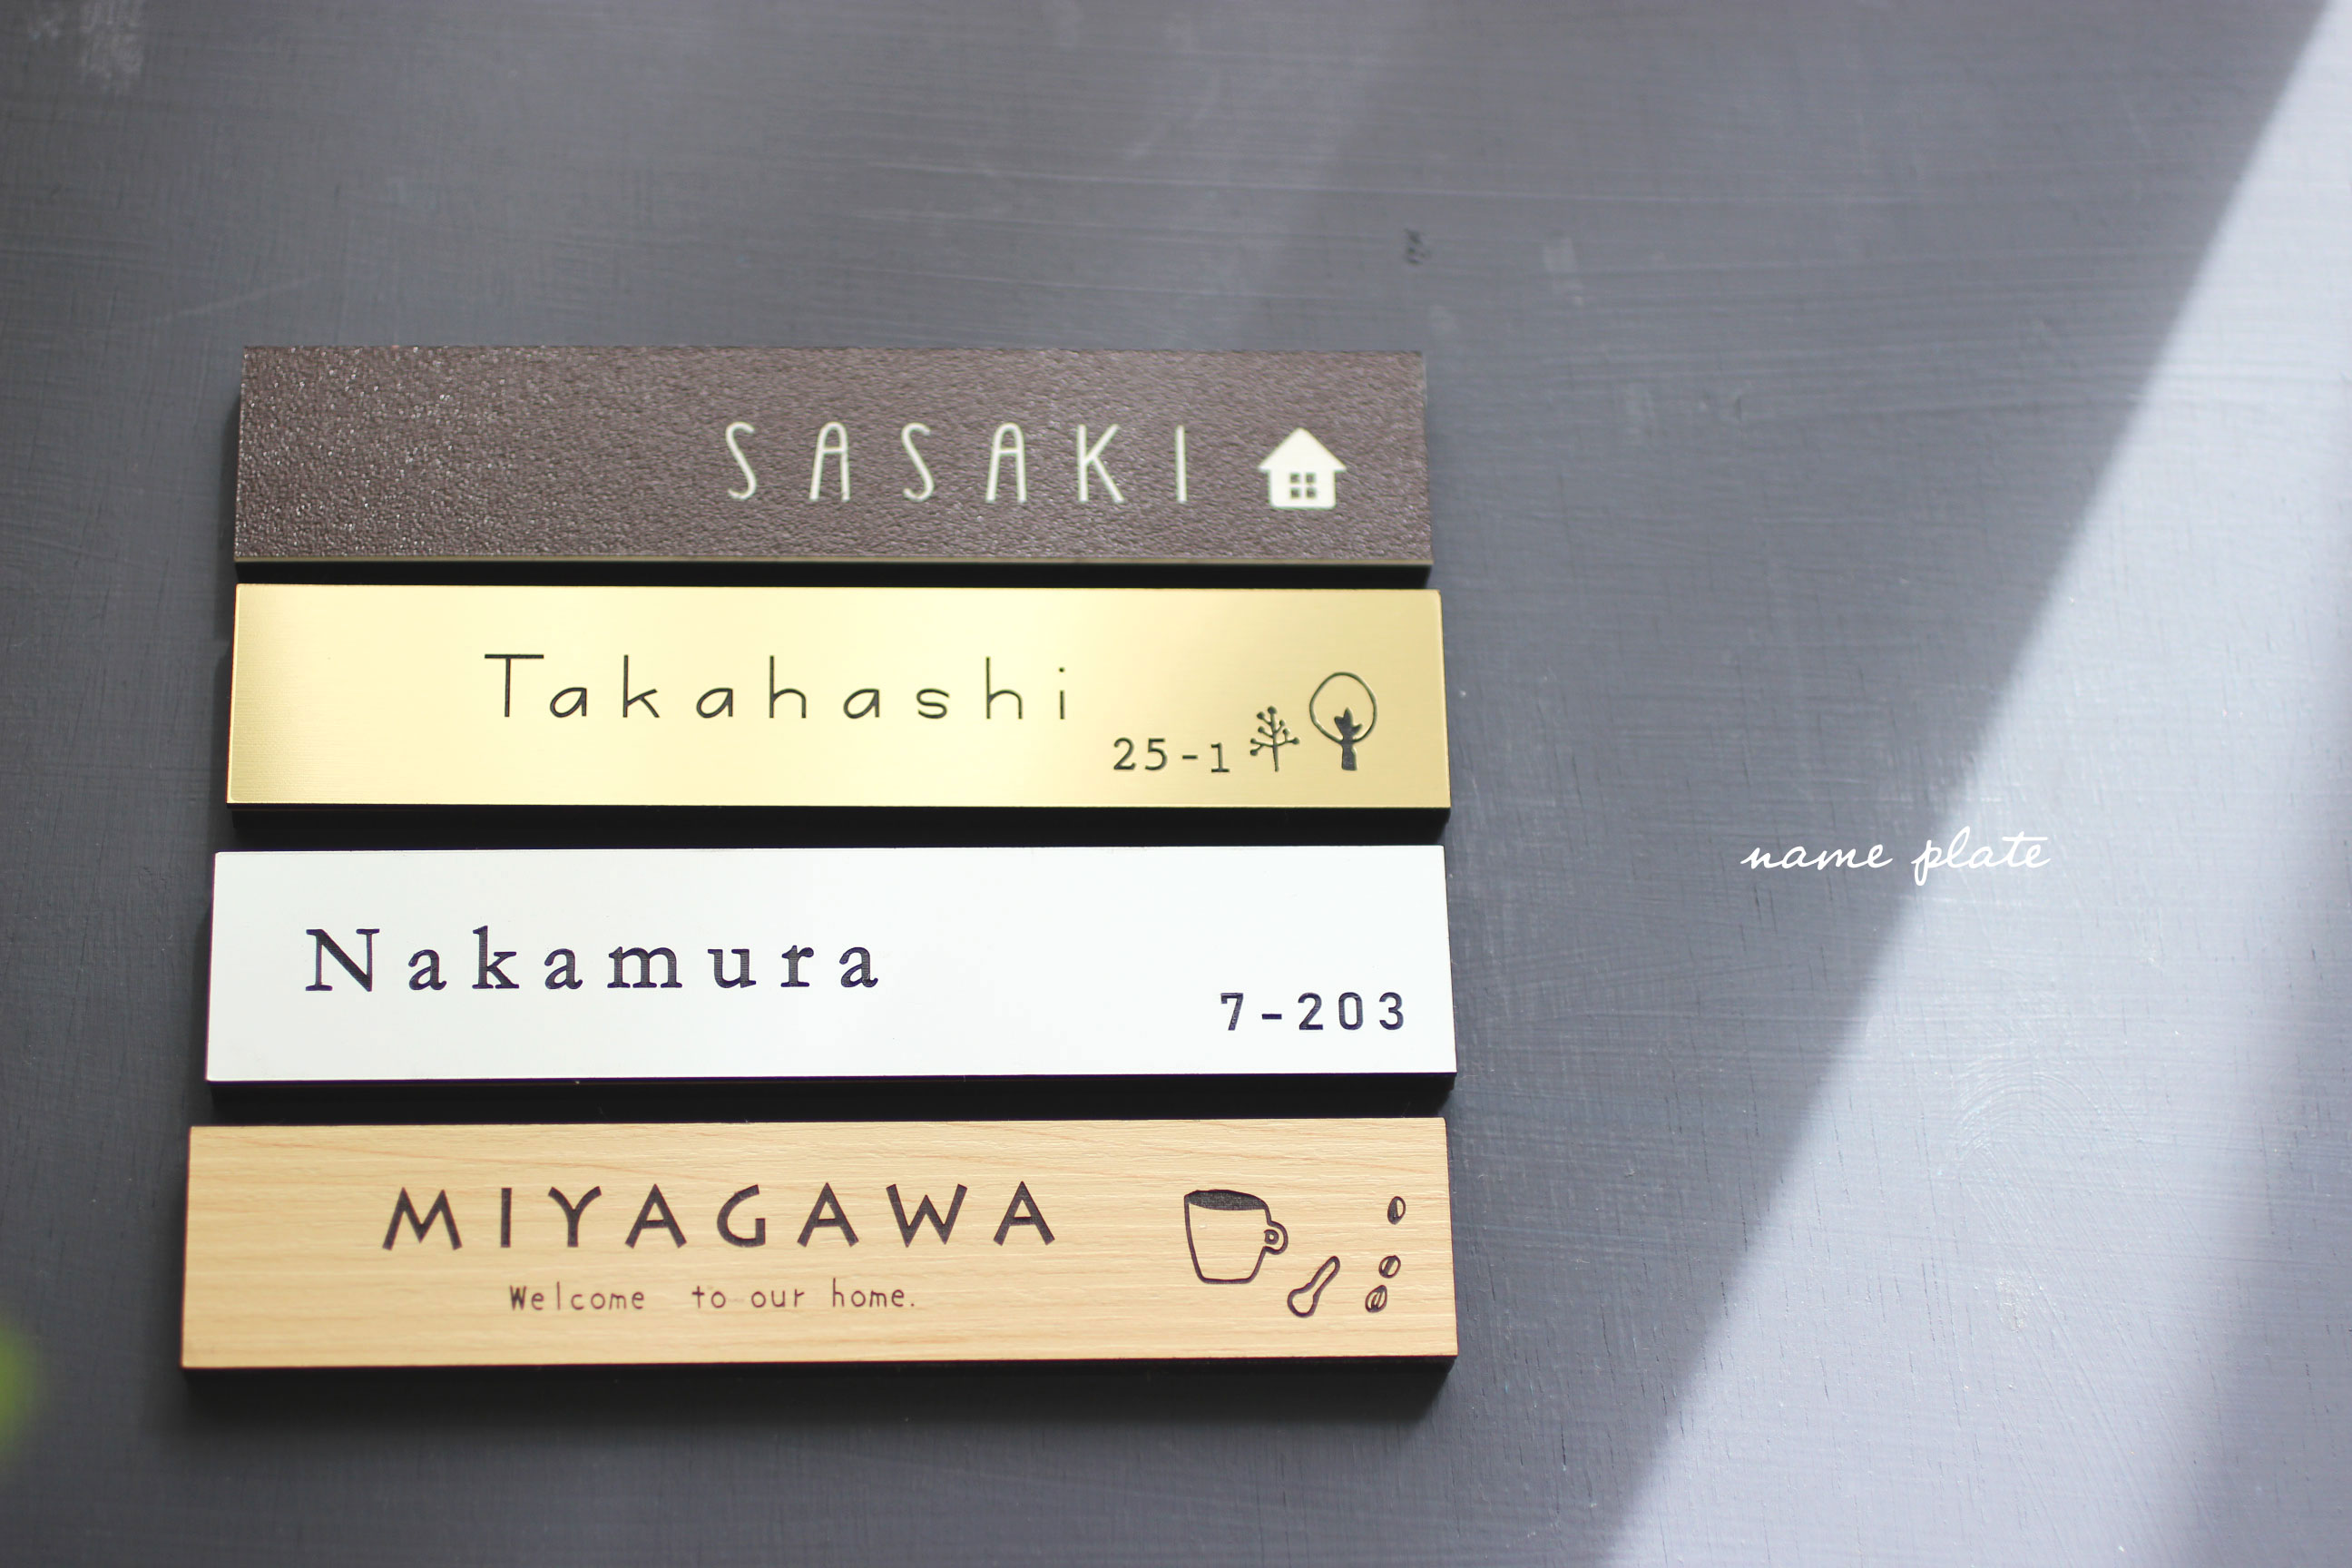 SASAKI
Takahashi
25-1
Nakamura
7-203
MIYAGAWA
Welcome to our home.
name plate